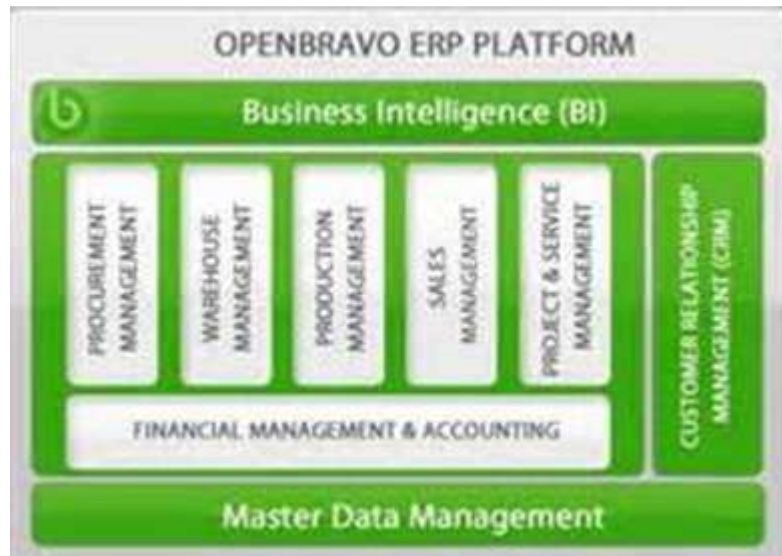 OPENBRAVO ERP PLATFORM
b
Business Intelligence (BI)
PROCUREMENT
MANAGEMENT
WAREHOUSE
MANAGEMENT
PRODUCTION
MANAGEMENT
SALES
MANAGEMENT
PROJECT & SERVICE
MANAGEMENT
CUSTOMER RELATIONSHIP
MANAGEMENT (CRM)
FINANCIAL MANAGEMENT & ACCOUNTING
Master Data Management